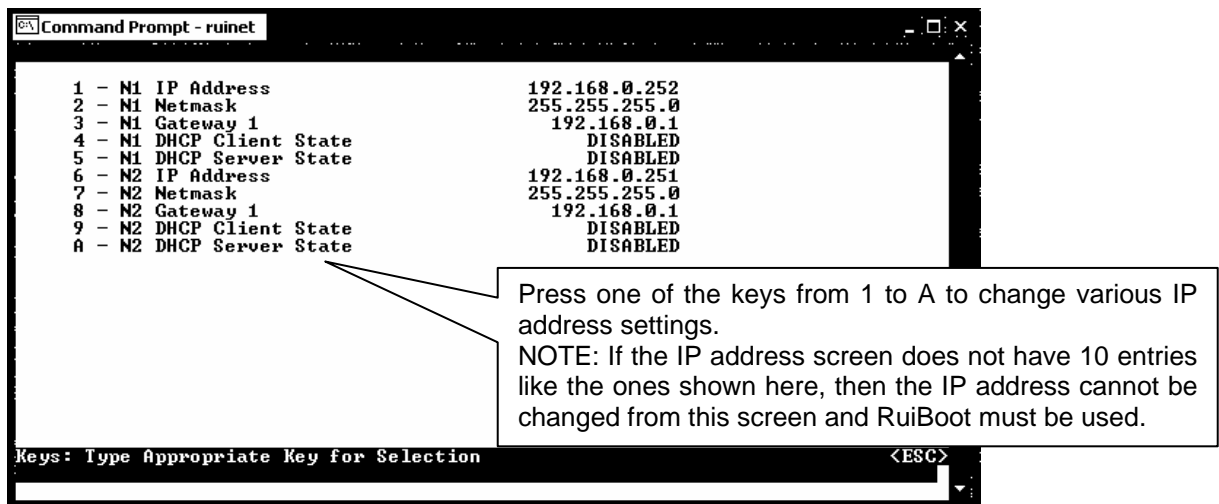 Command Prompt - ruinet
1 - N1 IP Address 192.168.0.252
2 - N1 Netmask 255.255.255.0
3 - N1 Gateway 1 192.168.0.1
4 - N1 DHCP Client State DISABLED
5 - N1 DHCP Server State DISABLED
6 - N2 IP Address 192.168.0.251
7 - N2 Netmask 255.255.255.0
8 - N2 Gateway 1 192.168.0.1
9 - N2 DHCP Client State DISABLED
A - N2 DHCP Server State DISABLED
Press one of the keys from 1 to A to change various IP
address settings.
NOTE: If the IP address screen does not have 10 entries
like the ones shown here, then the IP address cannot be
changed from this screen and RuiBoot must be used.
Keys: Type Appropriate Key for Selection <ESC>